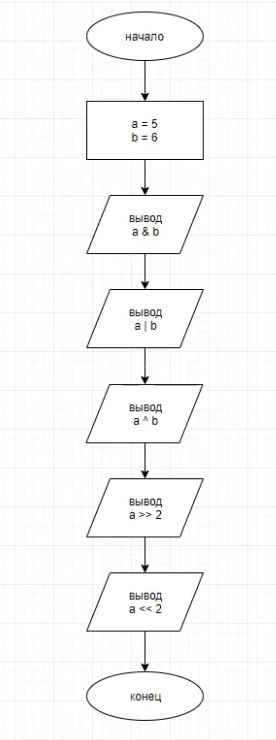 начало
a = 5
b = 6
вывод
a & b
вывод
a | b
вывод
a ^ b
вывод
a >> 2
вывод
a << 2
конец